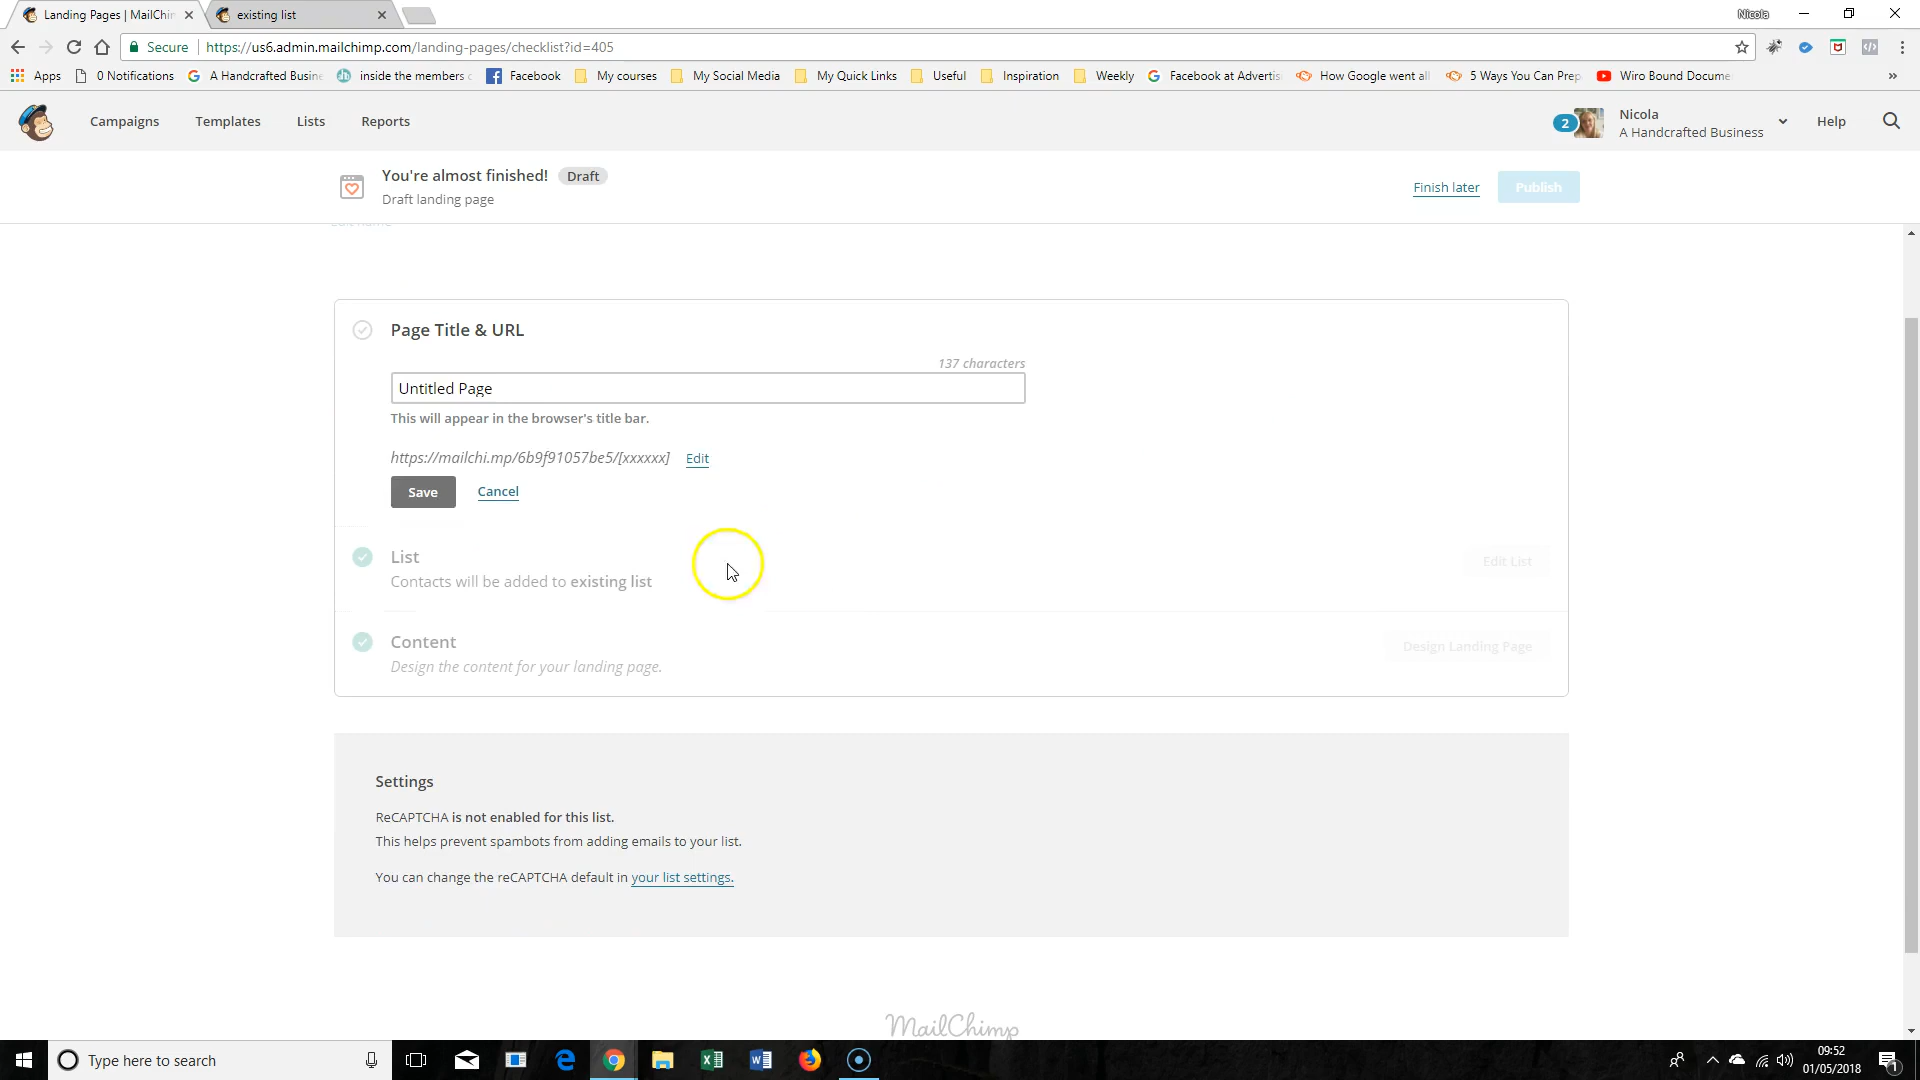 Landing Pages | MailChim
existing list
Nicola
Secure
https://us6.admin.mailchimp.com/landing-pages/checklist?id=405
Apps
0 Notifications
A Handcrafted Busine
inside the members c
Facebook
My courses
My Social Media
My Quick Links
Useful
Inspiration
Weekly
Facebook at Advertis
How Google went all
5 Ways You Can Prep
Wiro Bound Docume
»
Campaigns
Templates
Lists
Reports
2
Nicola
A Handcrafted Business
Help
You're almost finished!
Draft
Draft landing page
Finish later
Publish
Edit name
Page Title & URL
137 characters
Untitled Page
This will appear in the browser's title bar.
https://mailchi.mp/6b9f91057be5/[xxxxxx]
Edit
Save
Cancel
List
Contacts will be added to existing list
Edit List
Content
Design the content for your landing page.
Design Landing Page
Settings
ReCAPTCHA is not enabled for this list.
This helps prevent spambots from adding emails to your list.
You can change the reCAPTCHA default in your list settings.
MailChimp
Type here to search
09:52
01/05/2018
1